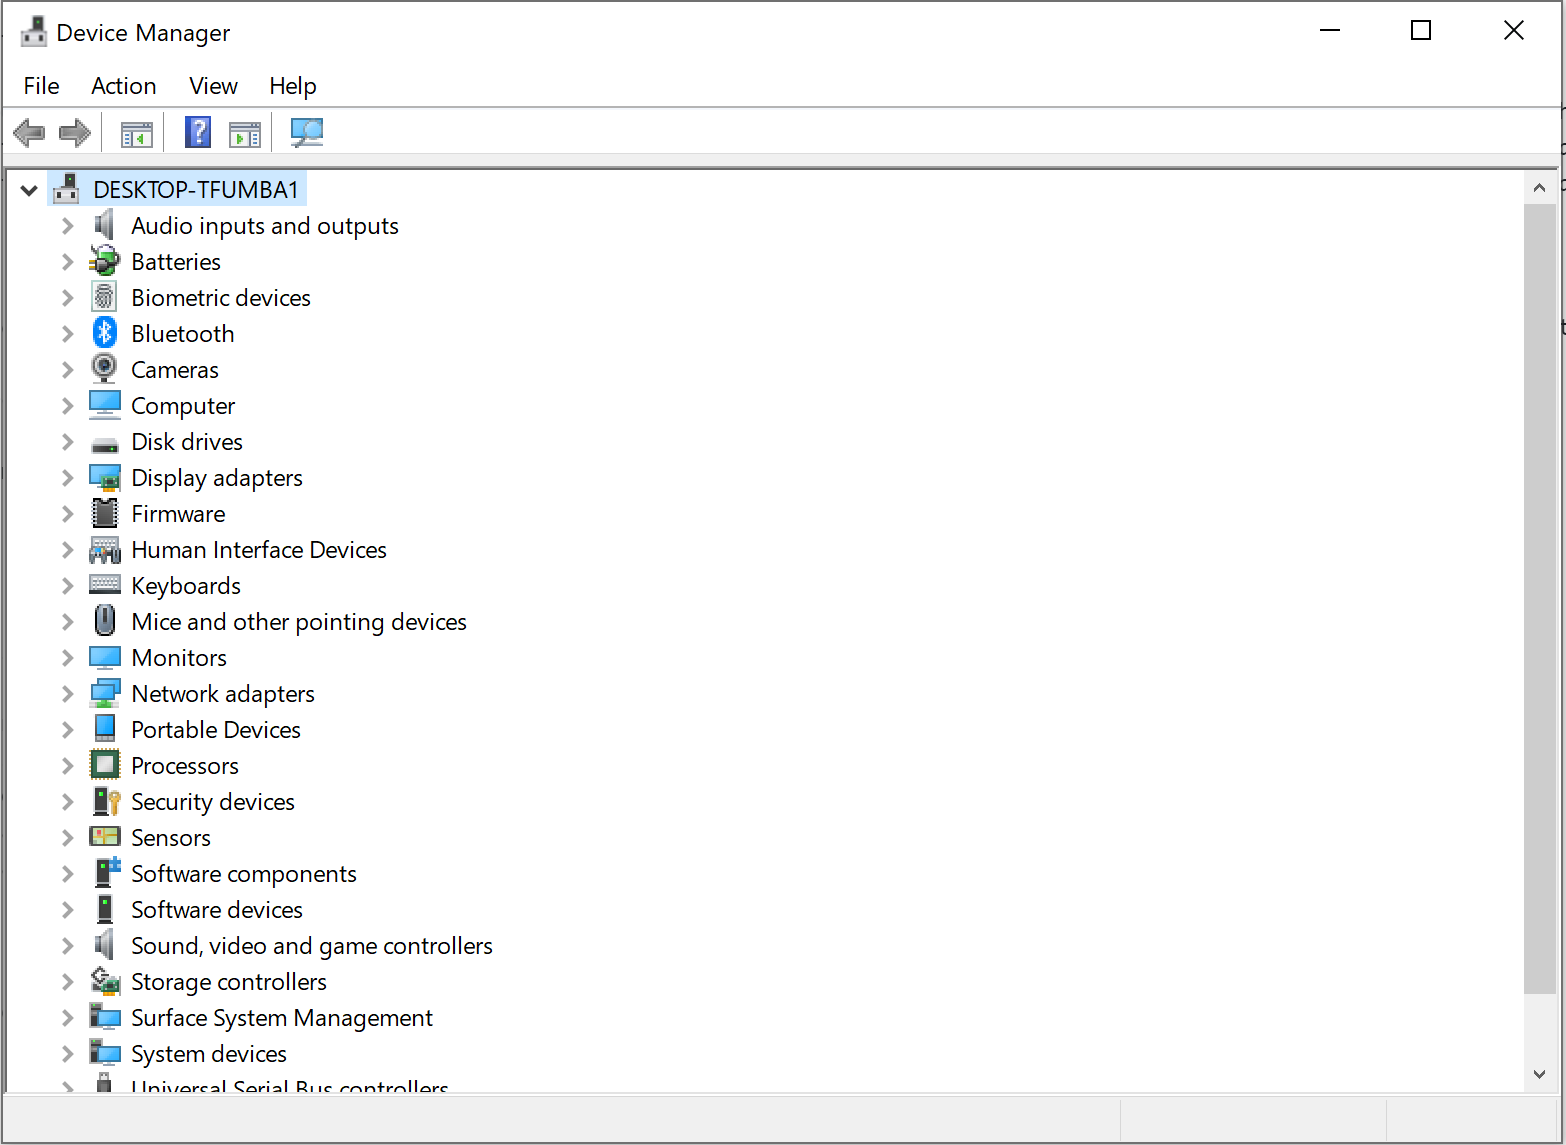 Device Manager
File Action View Help
DESKTOP-TFUMBA1
Audio inputs and outputs
Batteries
Biometric devices
Bluetooth
Cameras
Computer
Disk drives
Display adapters
Firmware
Human Interface Devices
Keyboards
Mice and other pointing devices
Monitors
Network adapters
Portable Devices
Processors
Security devices
Sensors
Software components
Software devices
Sound, video and game controllers
Storage controllers
Surface System Management
System devices
Universal Serial Bus controllers